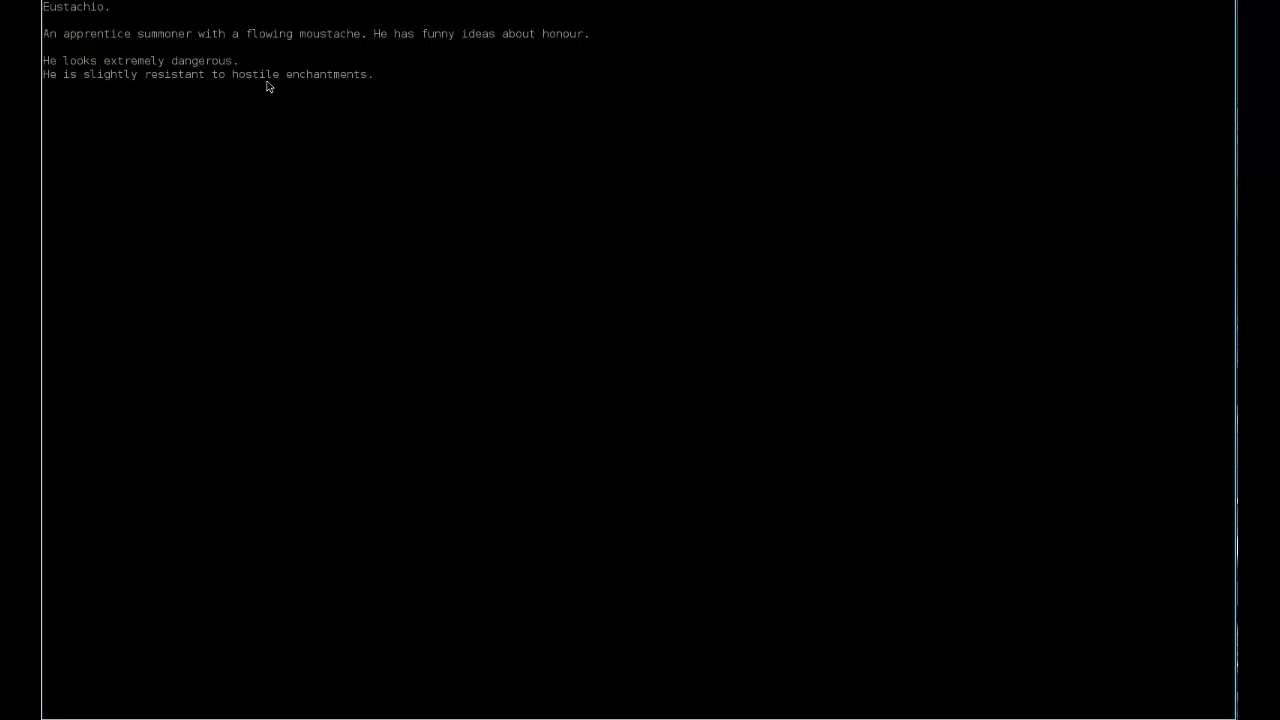 Eustachio.
An apprentice summoner with a flowing moustache. He has funny ideas about honour.
He looks extremely dangerous.
He is slightly resistant to hostile enchantments.